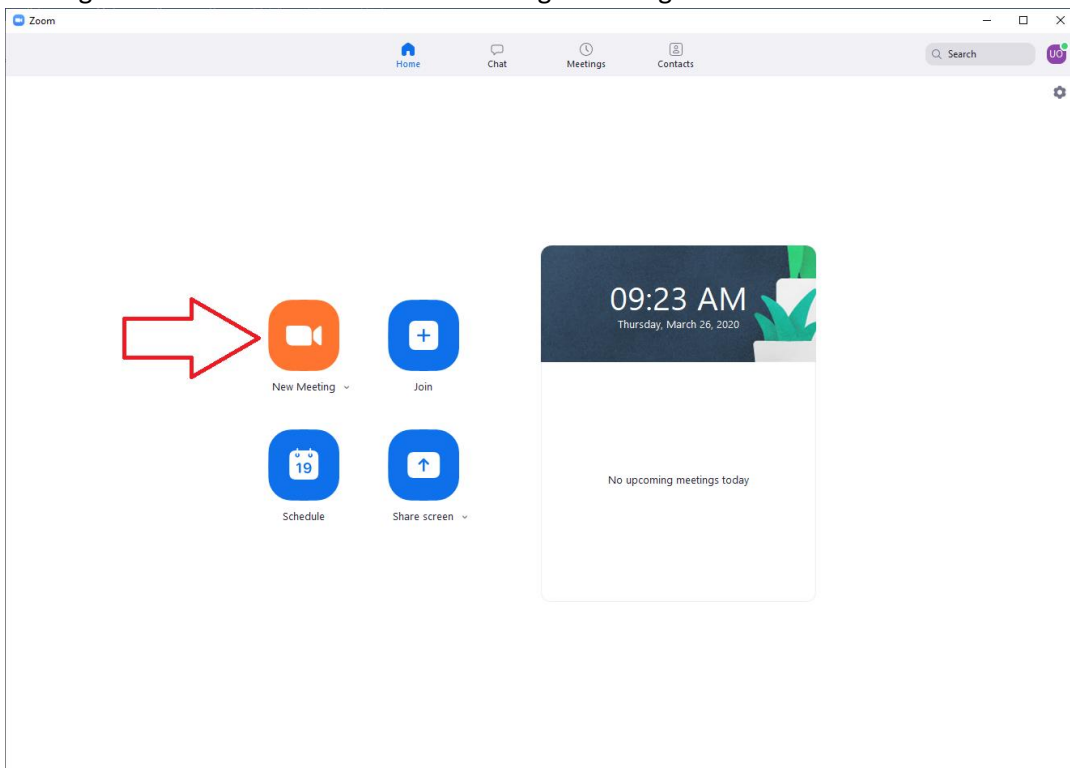 Zoom
Home
Chat
Meetings
Contacts
Search
UO
09:23 AM
Thursday, March 26, 2020
New Meeting
Join
19
Schedule
Share screen
No upcoming meetings today